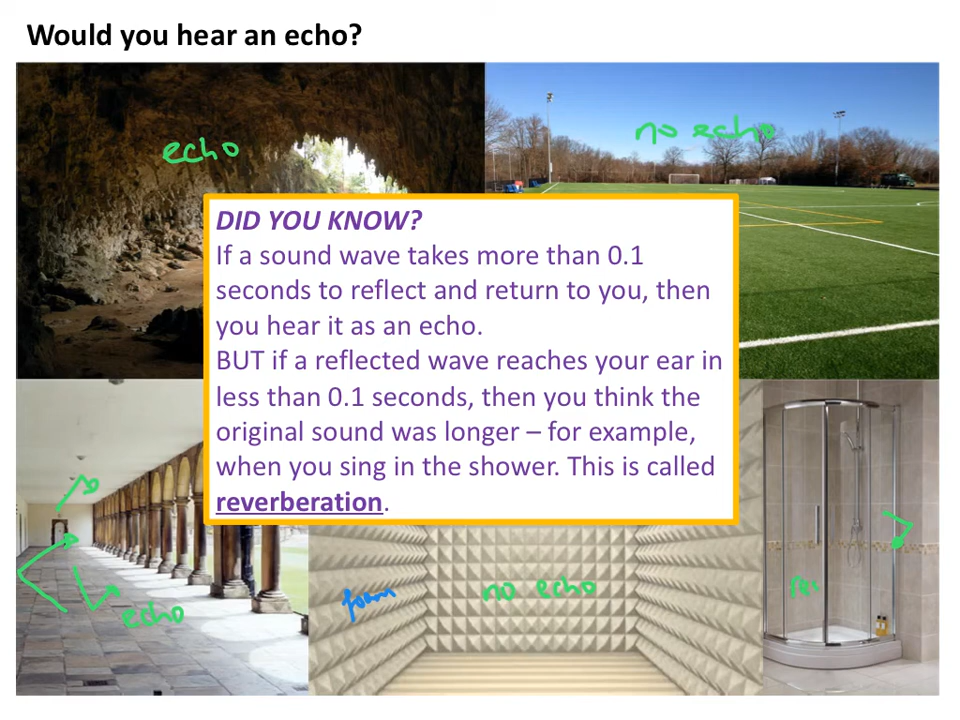 Would you hear an echo?
echo
no echo
DID YOU KNOW?
If a sound wave takes more than 0.1
seconds to reflect and return to you, then
you hear it as an echo.
BUT if a reflected wave reaches your ear in
less than 0.1 seconds, then you think the
original sound was longer – for example,
when you sing in the shower. This is called
reverberation.
echo
foam
no echo